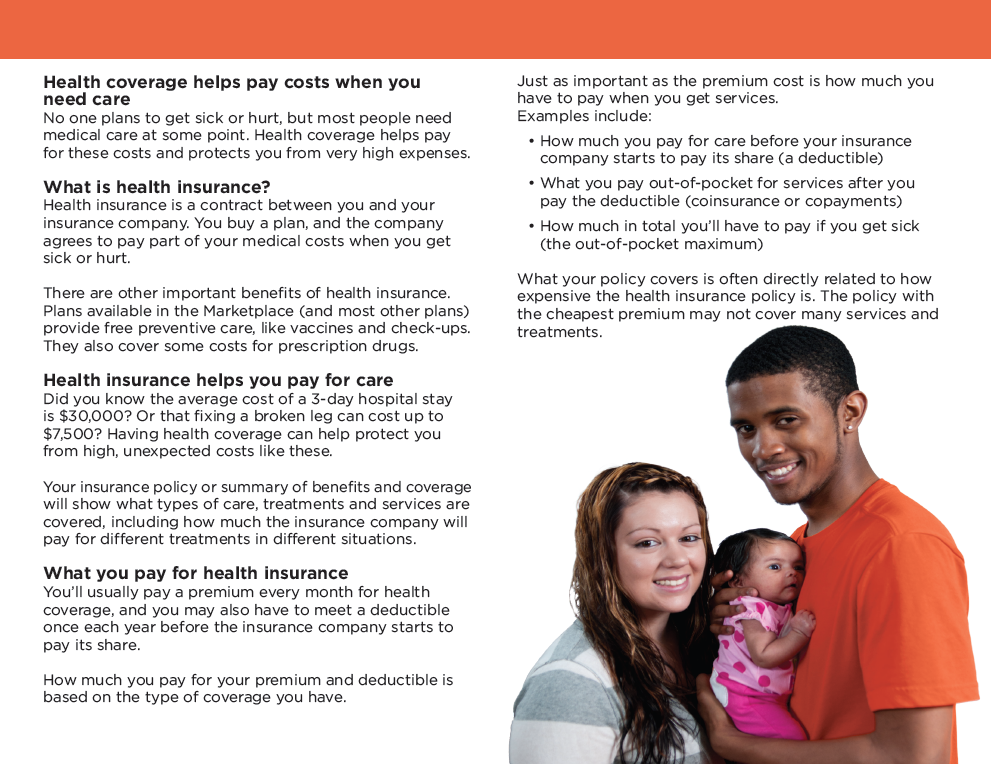 Health coverage helps pay costs when you
need care
No one plans to get sick or hurt, but most people need
medical care at some point. Health coverage helps pay
for these costs and protects you from very high expenses.
What is health insurance?
Health insurance is a contract between you and your
insurance company. You buy a plan, and the company
agrees to pay part of your medical costs when you get
sick or hurt.
There are other important benefits of health insurance.
Plans available in the Marketplace (and most other plans)
provide free preventive care, like vaccines and check-ups.
They also cover some costs for prescription drugs.
Health insurance helps you pay for care
Did you know the average cost of a 3-day hospital stay
is $30,000? Or that fixing a broken leg can cost up to
$7,500? Having health coverage can help protect you
from high, unexpected costs like these.
Your insurance policy or summary of benefits and coverage
will show what types of care, treatments and services are
covered, including how much the insurance company will
pay for different treatments in different situations.
What you pay for health insurance
You’ll usually pay a premium every month for health
coverage, and you may also have to meet a deductible
once each year before the insurance company starts to
pay its share.
How much you pay for your premium and deductible is
based on the type of coverage you have.
Just as important as the premium cost is how much you
have to pay when you get services.
Examples include:
• How much you pay for care before your insurance
company starts to pay its share (a deductible)
• What you pay out-of-pocket for services after you
pay the deductible (coinsurance or copayments)
• How much in total you’ll have to pay if you get sick
(the out-of-pocket maximum)
What your policy covers is often directly related to how
expensive the health insurance policy is. The policy with
the cheapest premium may not cover many services and
treatments.